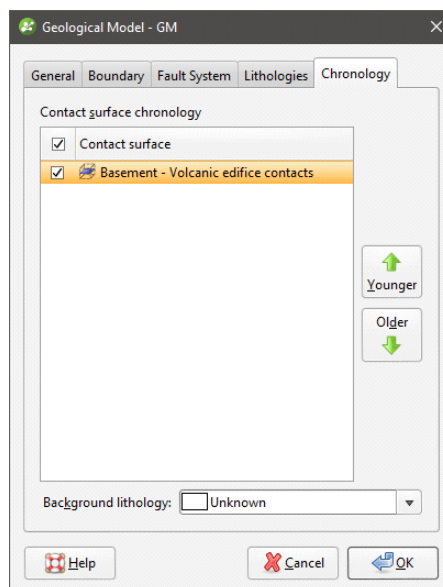 Geological Model - GM
General Boundary Fault System Lithologies Chronology
Contact surface chronology
Contact surface
Basement - Volcanic edifice contacts
Younger
Older
Background lithology: Unknown
Help Cancel OK